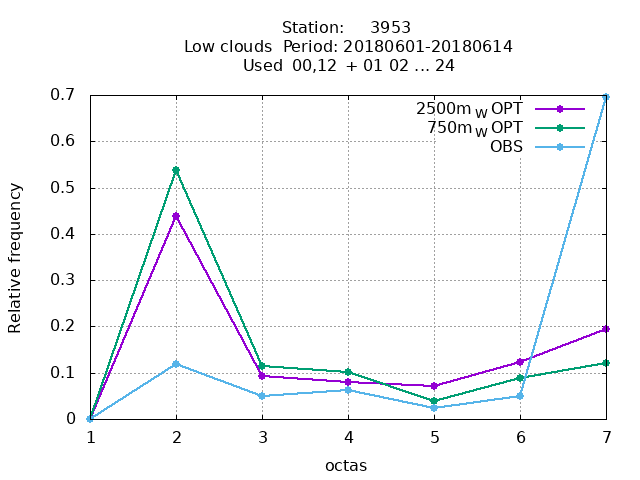 Station: 3953
Low clouds Period: 20180601-20180614
Used 00,12 + 01 02 ... 24
2500m W OPT
750m W OPT
OBS
Relative frequency
0.7
0.6
0.5
0.4
0.3
0.2
0.1
0
1 2 3 4 5 6 7
octas